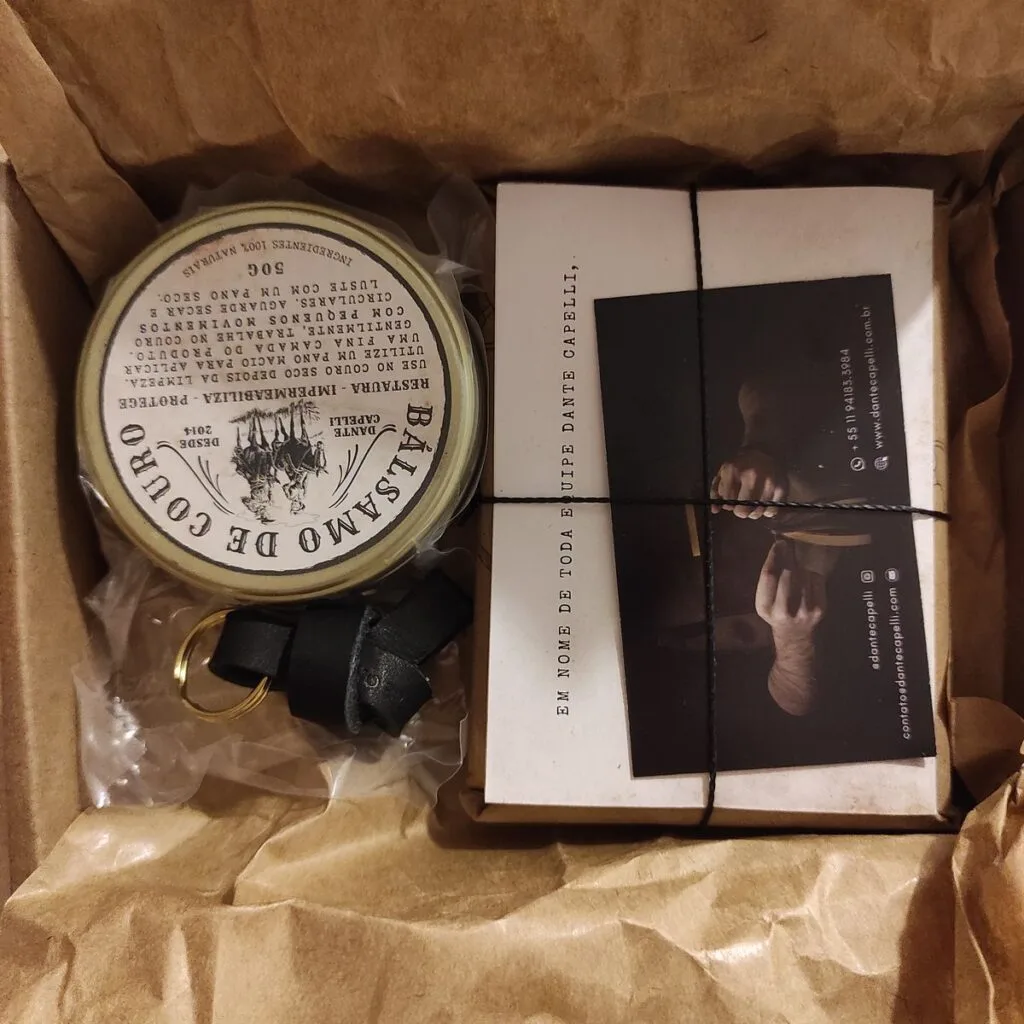 BÁLSAMO DE COURO
DANTE
CAPELLI
DESDE
2014
RESTAURA - IMPERMEABILIZA - PROTEGE
USE NO COURO SECO DEPOIS DA LIMPEZA.
UTILIZE UM PANO MACIO PARA APLICAR
UMA FINA CAMADA DO PRODUTO.
GENTILMENTE, TRABALHE NO COURO
COM PEQUENOS MOVIMENTOS
CIRCULARES. AGUARDE SECAR E
LUSTE COM UM PANO SECO.
50G
INGREDIENTES 100% NATURAIS
EM NOME DE TODA EQUIPE DANTE CAPELLI,
+ 55 11 94183.3984
www.dantecapelli.com.br
@dantecapelli
contato@dantecapelli.com